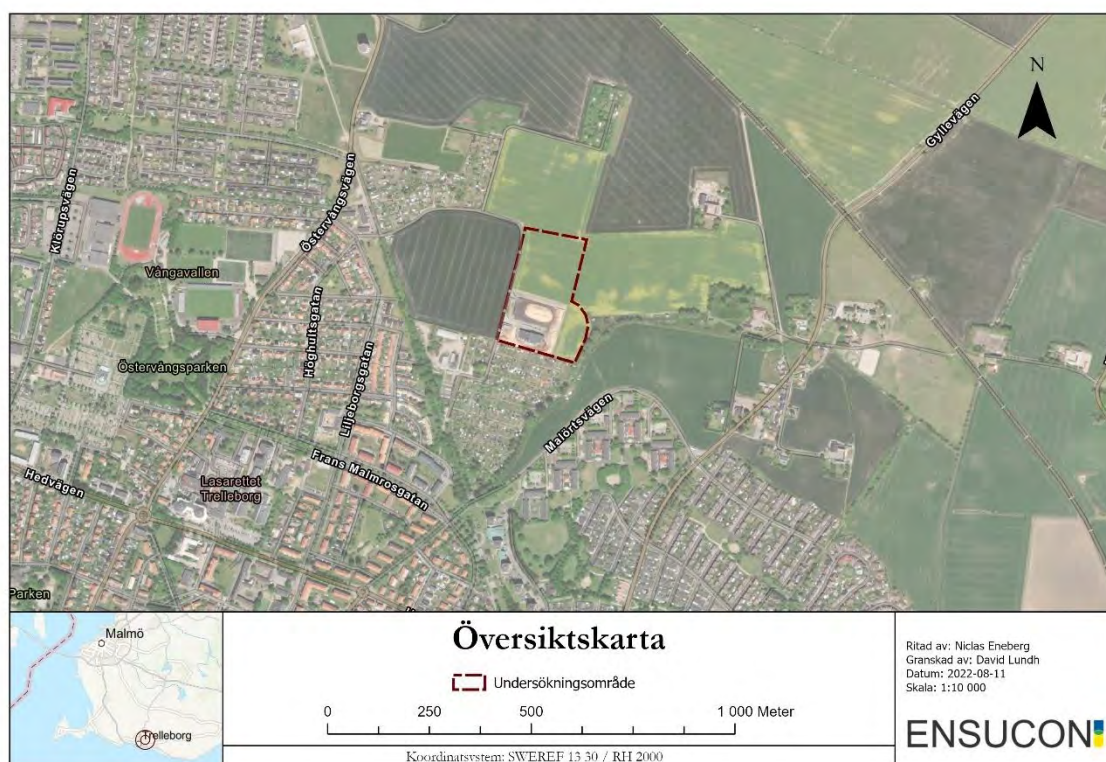 N
Gyllevägen
Östervångsvägen
Klörupsvägen
Vångavallen
Höghultsgatan
Östervångsparken
Liljeborgsgatan
Malörtsvägen
Frans Malmrosgatan
Hedvägen
Lasarettet
Trelleborg
Parken
Malmö
Trelleborg
Översiktskarta
Undersökningsområde
0 250 500 1 000 Meter
Koordinatsystem: SWEREF 13 30 / RH 2000
Ritad av: Niclas Eneberg
Granskad av: David Lundh
Datum: 2022-08-11
Skala: 1:10 000
ENSUCON